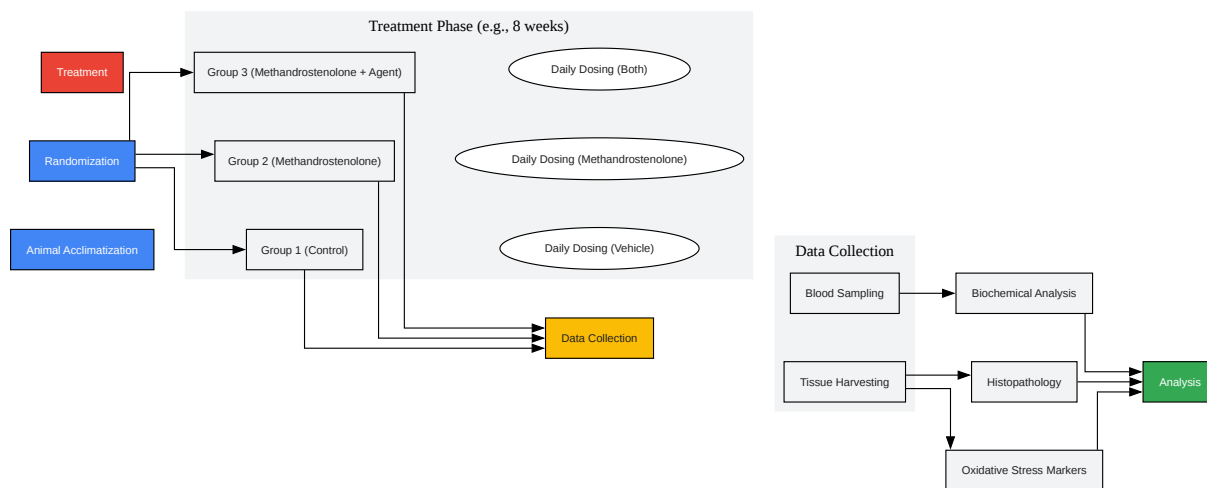 Treatment Phase (e.g., 8 weeks)
Treatment
Group 3 (Methandrostenolone + Agent)
Daily Dosing (Both)
Randomization
Group 2 (Methandrostenolone)
Daily Dosing (Methandrostenolone)
Animal Acclimatization
Group 1 (Control)
Daily Dosing (Vehicle)
Data Collection
Data Collection
Blood Sampling
Biochemical Analysis
Tissue Harvesting
Histopathology
Analysis
Oxidative Stress Markers